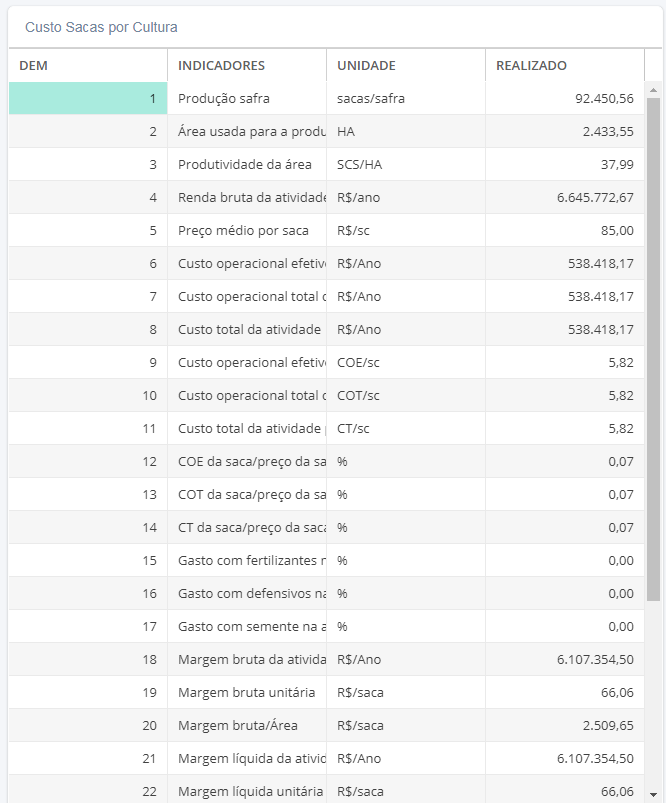 Custo Sacas por Cultura
DEM INDICADORES UNIDADE REALIZADO
1 Produção safra sacas/safra 92.450,56
2 Área usada para a produ HA 2.433,55
3 Produtividade da área SCS/HA 37,99
4 Renda bruta da atividade R$/ano 6.645.772,67
5 Preço médio por saca R$/sc 85,00
6 Custo operacional efetiv R$/Ano 538.418,17
7 Custo operacional total d R$/Ano 538.418,17
8 Custo total da atividade R$/Ano 538.418,17
9 Custo operacional efetiv COE/sc 5,82
10 Custo operacional total d COT/sc 5,82
11 Custo total da atividade p CT/sc 5,82
12 COE da saca/preço da sa % 0,07
13 COT da saca/preço da sa % 0,07
14 CT da saca/preço da saca % 0,07
15 Gasto com fertilizantes n % 0,00
16 Gasto com defensivos na % 0,00
17 Gasto com semente na a % 0,00
18 Margem bruta da ativida R$/Ano 6.107.354,50
19 Margem bruta unitária R$/saca 66,06
20 Margem bruta/Área R$/saca 2.509,65
21 Margem líquida da ativid R$/Ano 6.107.354,50
22 Margem líquida unitária R$/saca 66,06